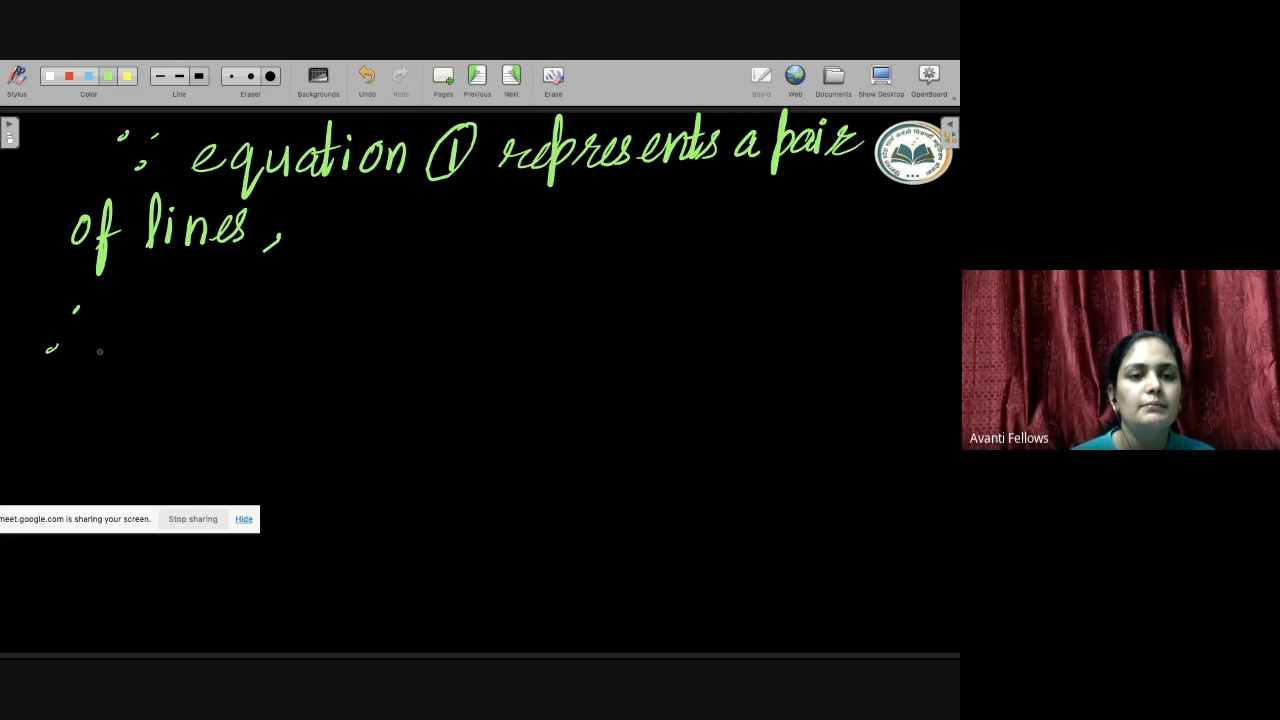 Stylus Color Line Eraser Backgrounds Undo Redo Pages Previous Next Erase Board Web Documents Show Desktop OpenBoard
∵ equation ① represents a pair
of lines,
∴
Avanti Fellows
meet.google.com is sharing your screen. Stop sharing Hide